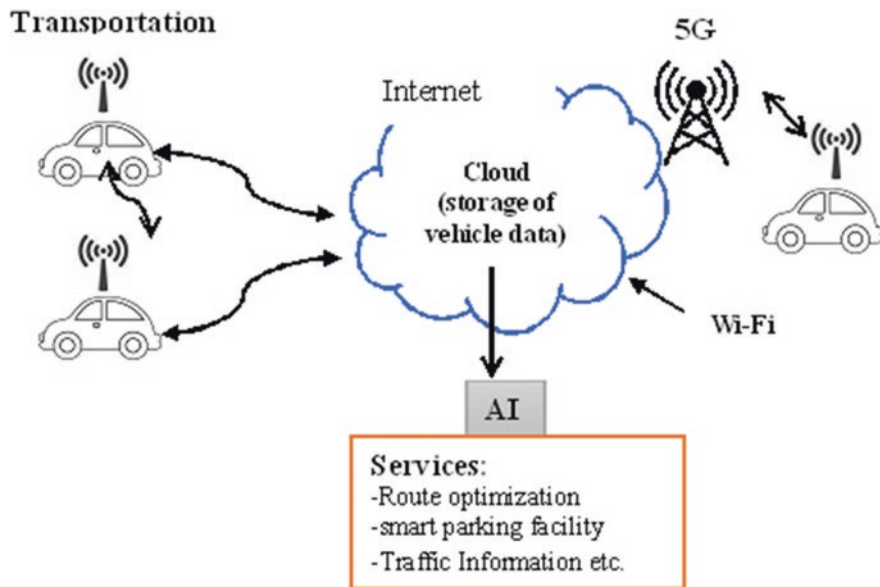 Transportation
5G
Internet
Cloud
(storage of
vehicle data)
Wi-Fi
AI
Services:
-Route optimization
-smart parking facility
-Traffic Information etc.